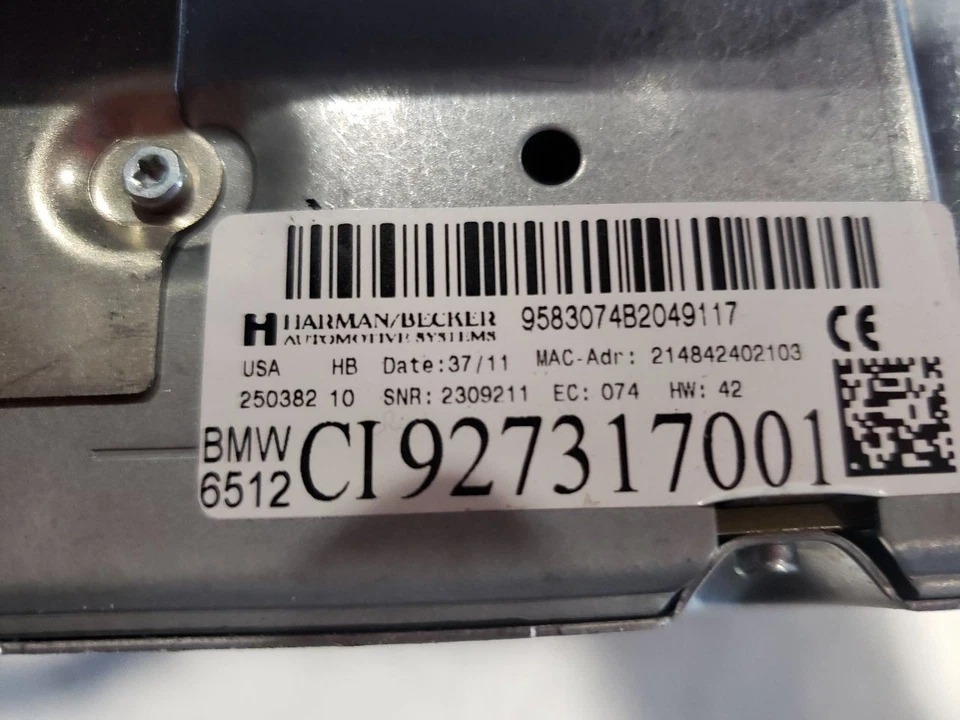 HARMAN/BECKER 9583074B2049117
AUTOMOTIVE SYSTEMS
CE
USA HB Date:37/11 MAC-Adr: 214842402103
250382 10 SNR: 2309211 EC: 074 HW: 42
BMW 6512 CI927317001